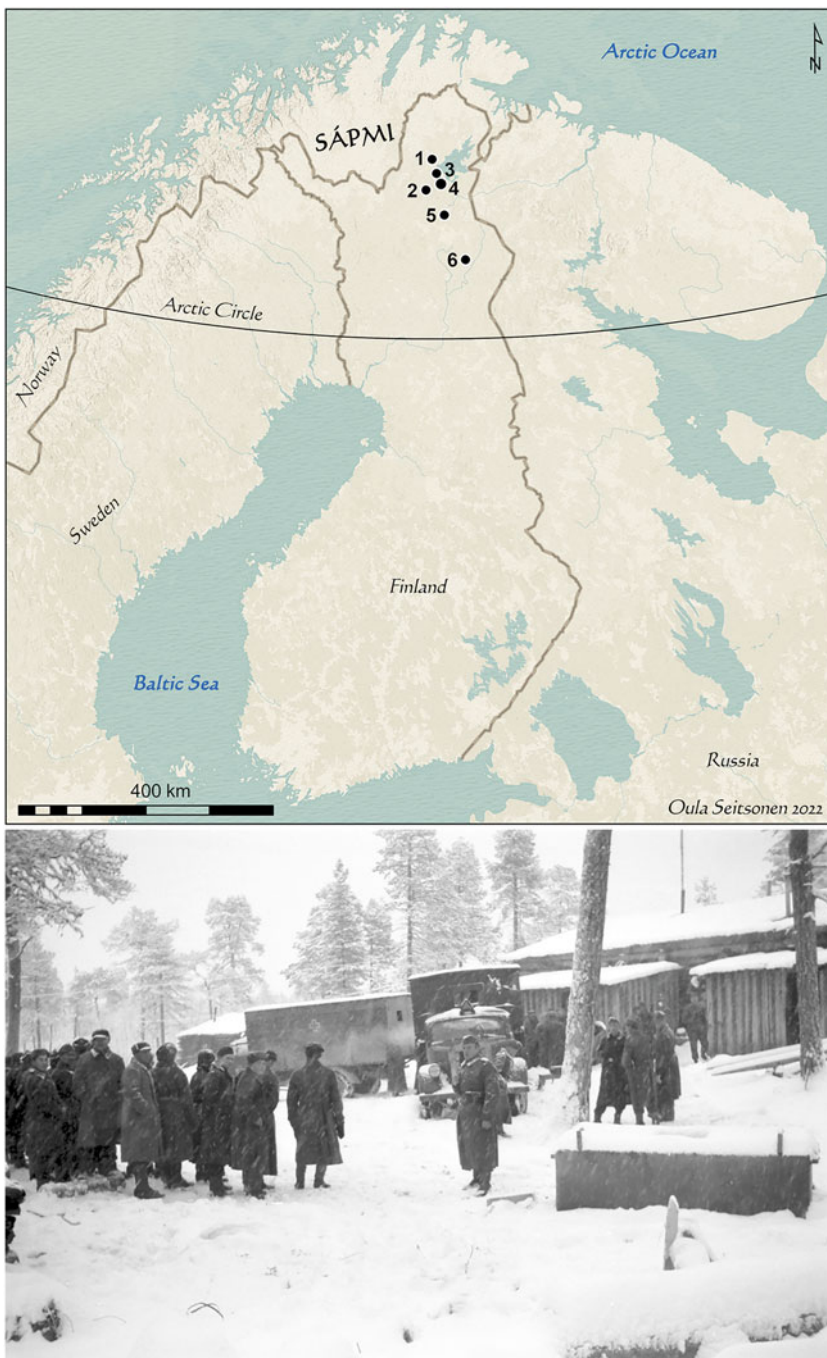 Arctic Ocean
SÁPMI
1
3
2
4
5
6
Arctic Circle
Norway
Sweden
Finland
Baltic Sea
Russia
400 km
Oula Seitsonen 2022
N